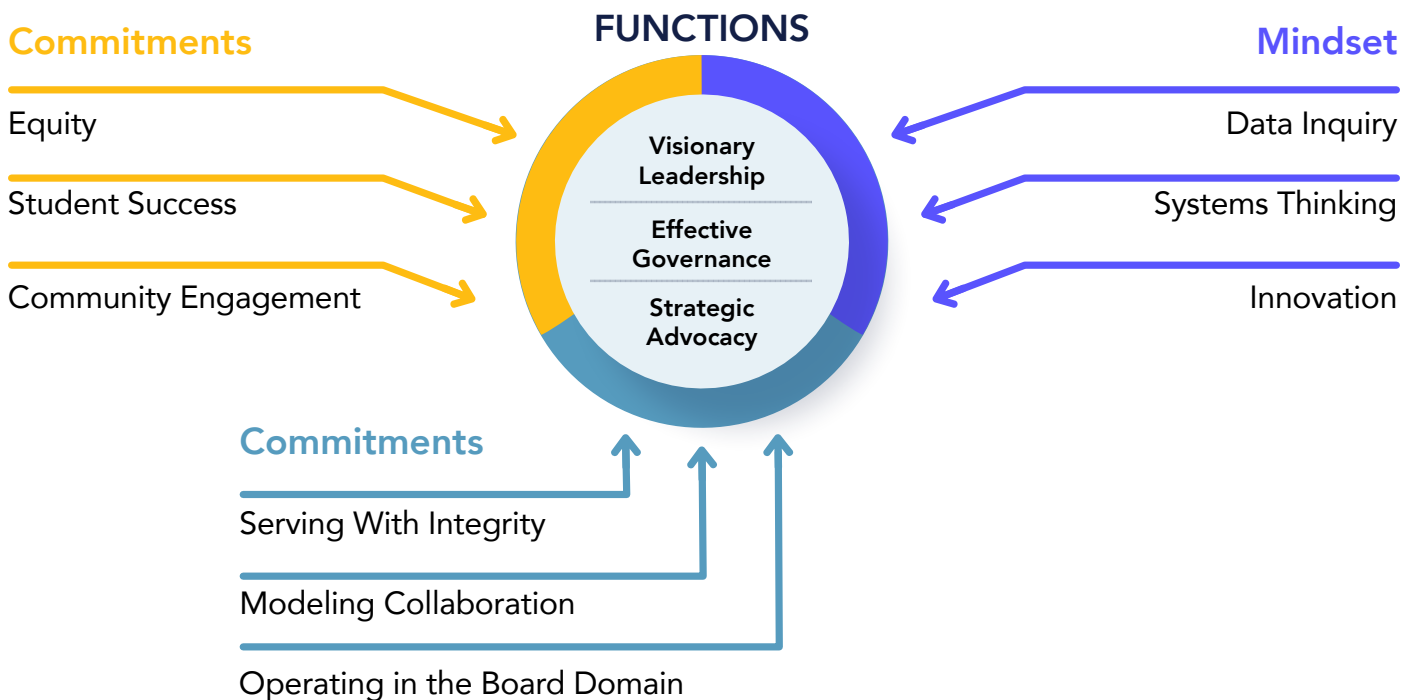 FUNCTIONS
Commitments
Equity
Student Success
Community Engagement
Visionary
Leadership
Effective
Governance
Strategic
Advocacy
Mindset
Data Inquiry
Systems Thinking
Innovation
Commitments
Serving With Integrity
Modeling Collaboration
Operating in the Board Domain